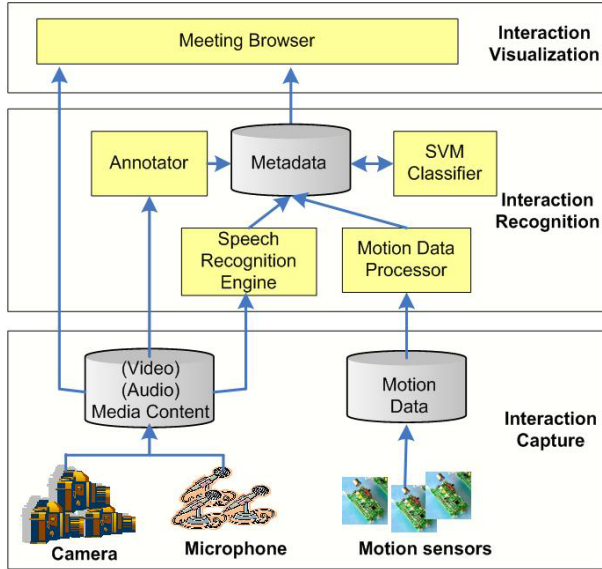 Meeting Browser
Interaction
Visualization
Annotator
Metadata
SVM
Classifier
Interaction
Recognition
Speech
Recognition
Engine
Motion Data
Processor
(Video)
(Audio)
Media Content
Motion
Data
Interaction
Capture
Camera
Microphone
Motion sensors